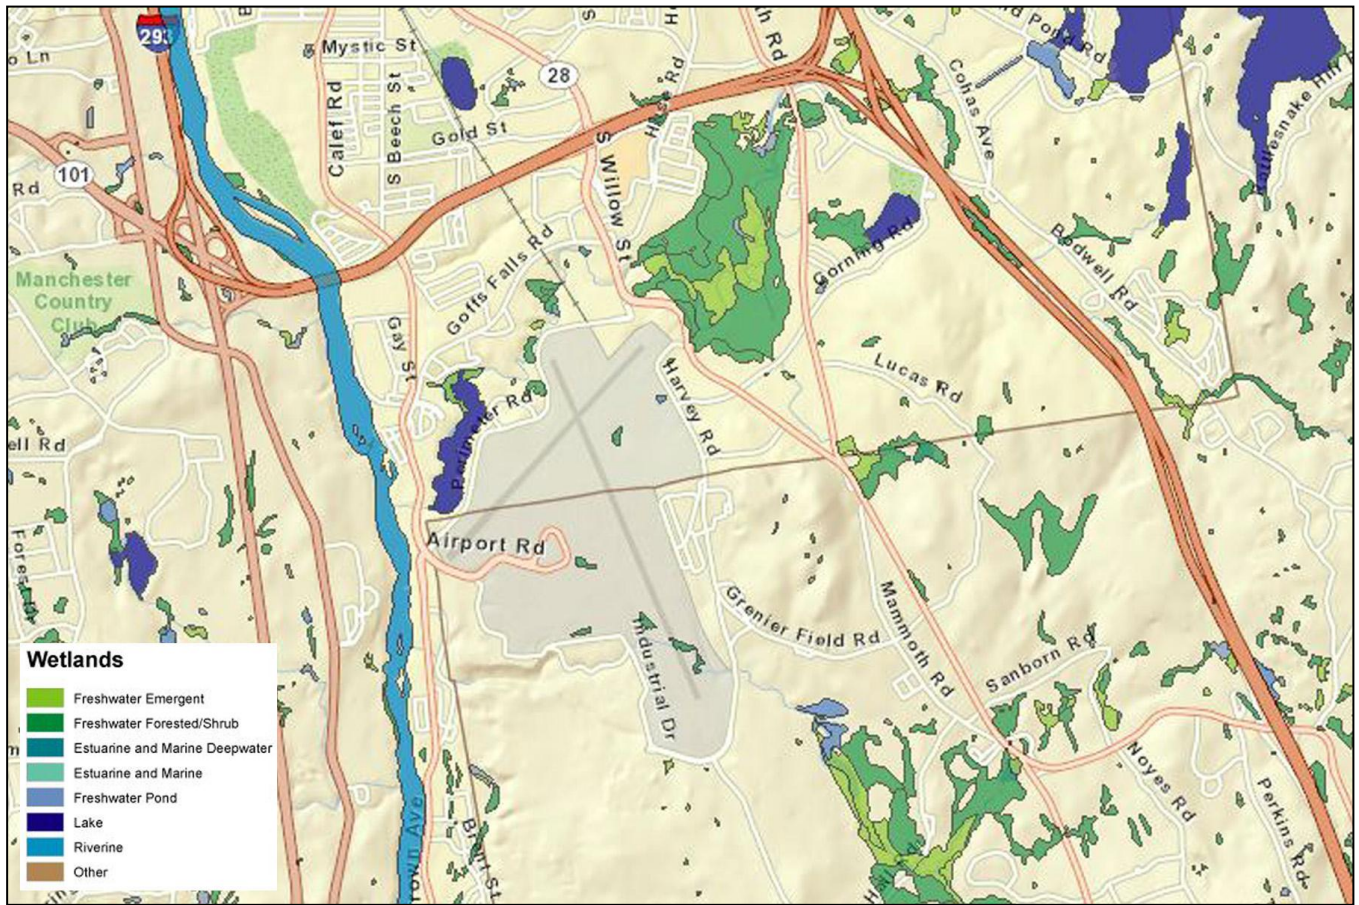 293
Mystic St
28
Calef Rd
S Beech St
Gold St
S Willow St
Cohas Ave
101
Rd
Manchester
Country
Club
Goffs Falls Rd
Gay St
Corning Rd
Bodwell Rd
Perimeter Rd
Harvey Rd
Lucas Rd
ell Rd
Airport Rd
Grenier Field Rd
Industrial Dr
Mammoth Rd
Sanborn Rd
Noyes Rd
Perkins Rd
Wetlands
Freshwater Emergent
Freshwater Forested/Shrub
Estuarine and Marine Deepwater
Estuarine and Marine
Freshwater Pond
Lake
Riverine
Other